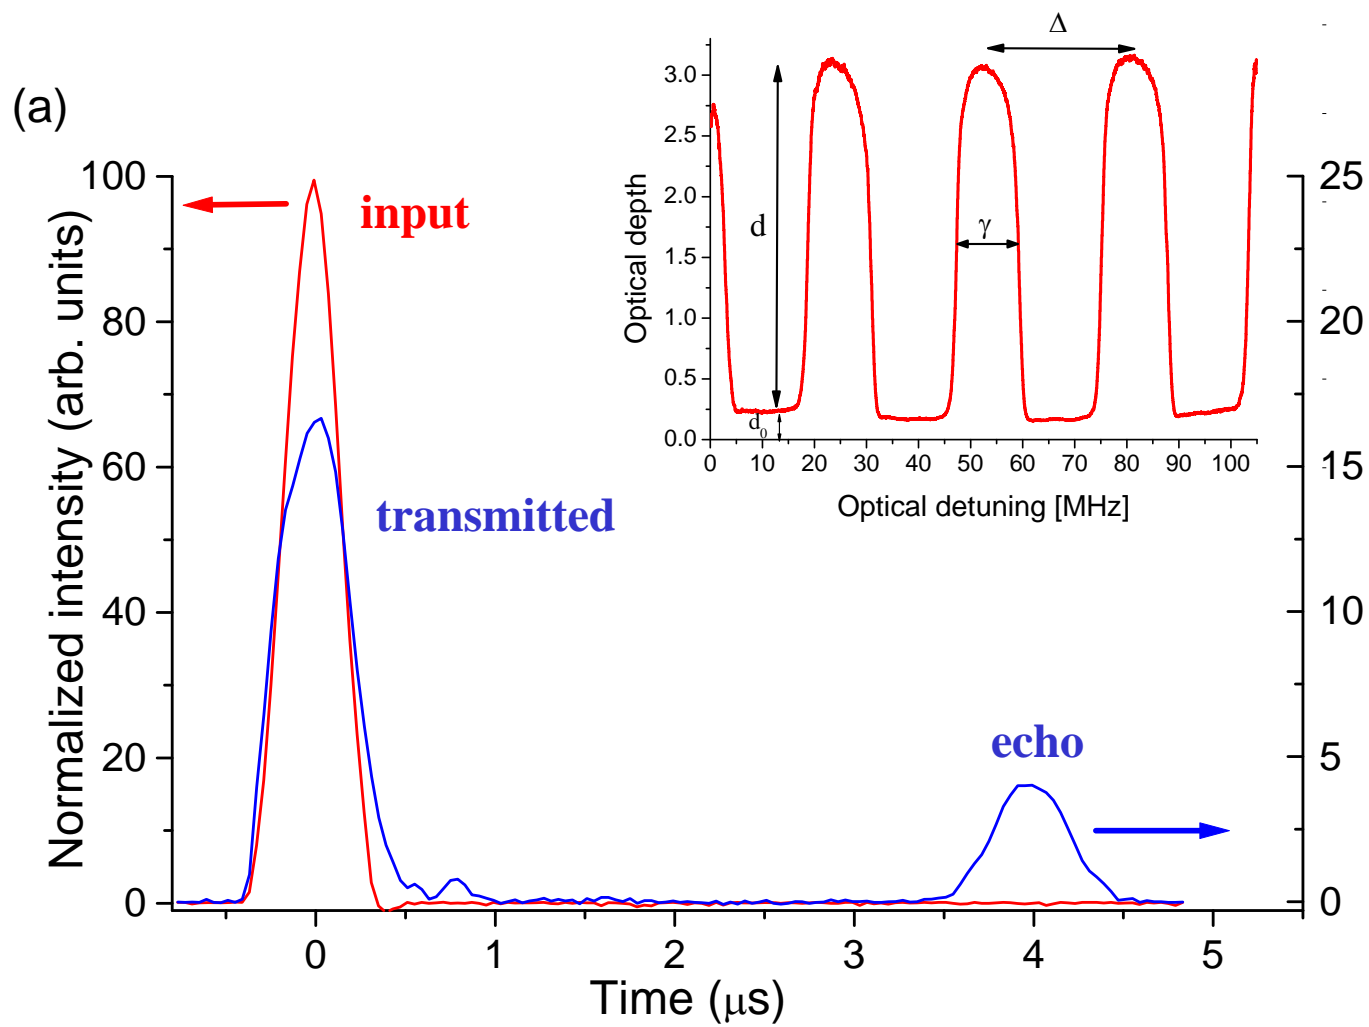 (a)
Normalized intensity (arb. units)
100
80
60
40
20
0
input
transmitted
echo
25
20
15
10
5
0
0 1 2 3 4 5
Time (μs)
Δ
Optical depth
3.0
2.5
2.0
1.5
1.0
0.5
0.0
d
γ
d₀
0 10 20 30 40 50 60 70 80 90 100
Optical detuning [MHz]